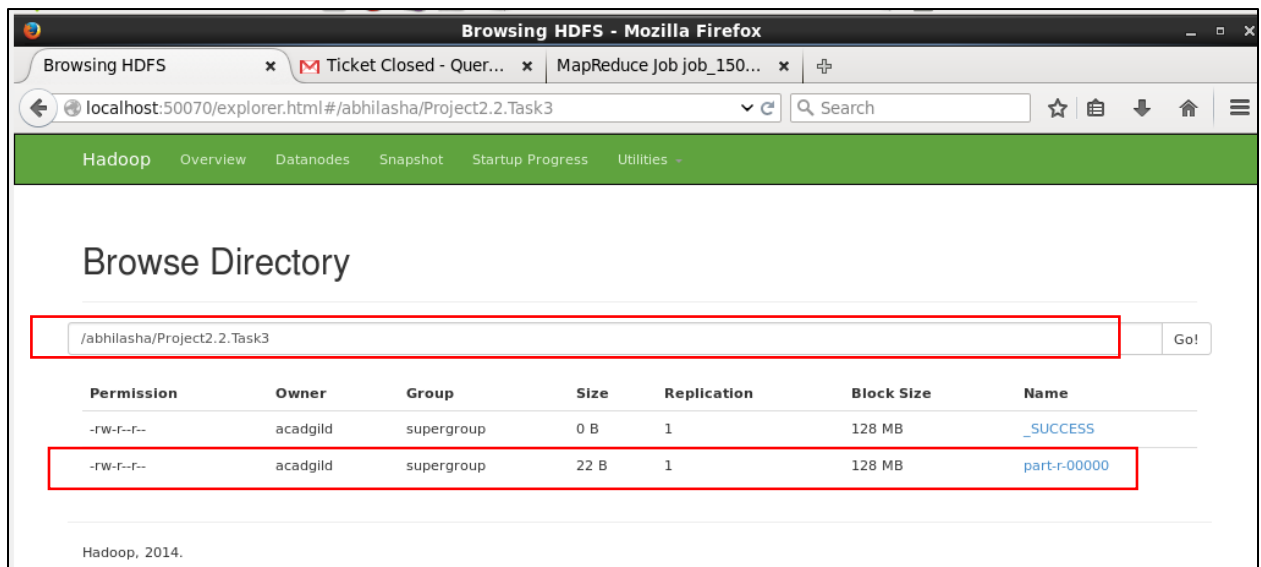 Browsing HDFS - Mozilla Firefox
Browsing HDFS Ticket Closed - Quer... MapReduce Job job_150...
localhost:50070/explorer.html#/abhilasha/Project2.2.Task3 Search
Hadoop Overview Datanodes Snapshot Startup Progress Utilities
Browse Directory
/abhilasha/Project2.2.Task3 Go!
Permission Owner Group Size Replication Block Size Name
-rw-r--r-- acadgild supergroup 0 B 1 128 MB _SUCCESS
-rw-r--r-- acadgild supergroup 22 B 1 128 MB part-r-00000
Hadoop, 2014.